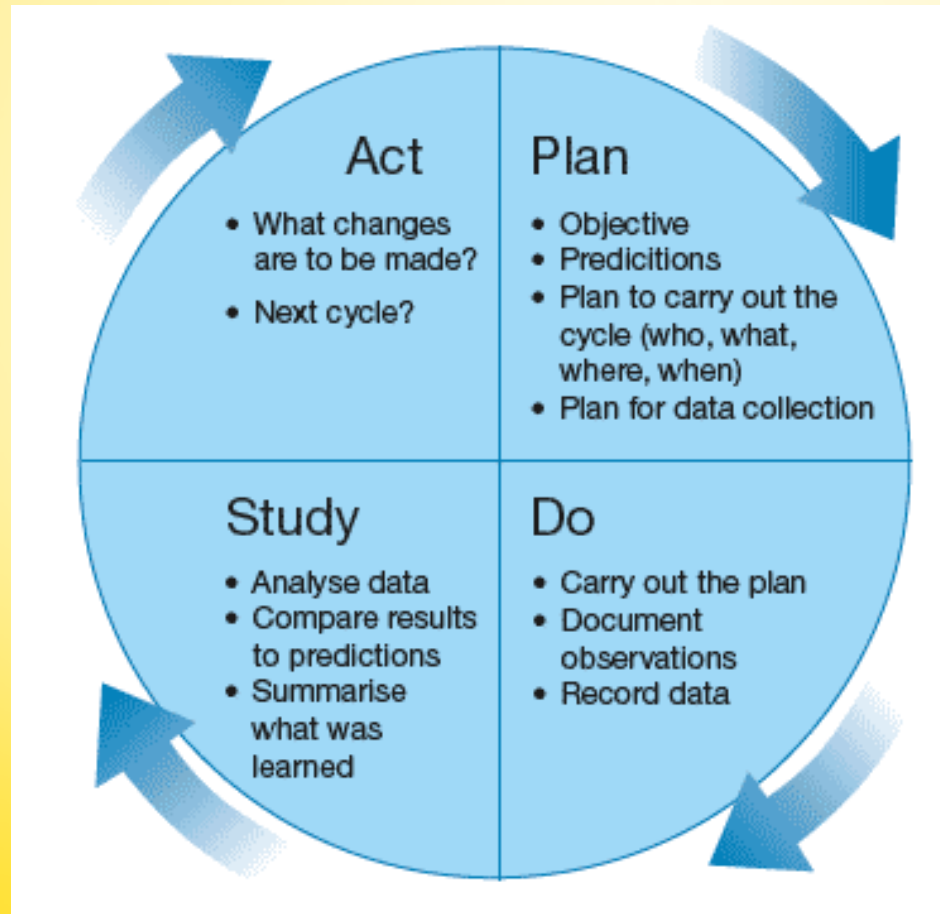 Act
• What changes
are to be made?
• Next cycle?
Plan
• Objective
• Predicitions
• Plan to carry out the
cycle (who, what,
where, when)
• Plan for data collection
Study
• Analyse data
• Compare results
to predictions
• Summarise
what was
learned
Do
• Carry out the plan
• Document
observations
• Record data